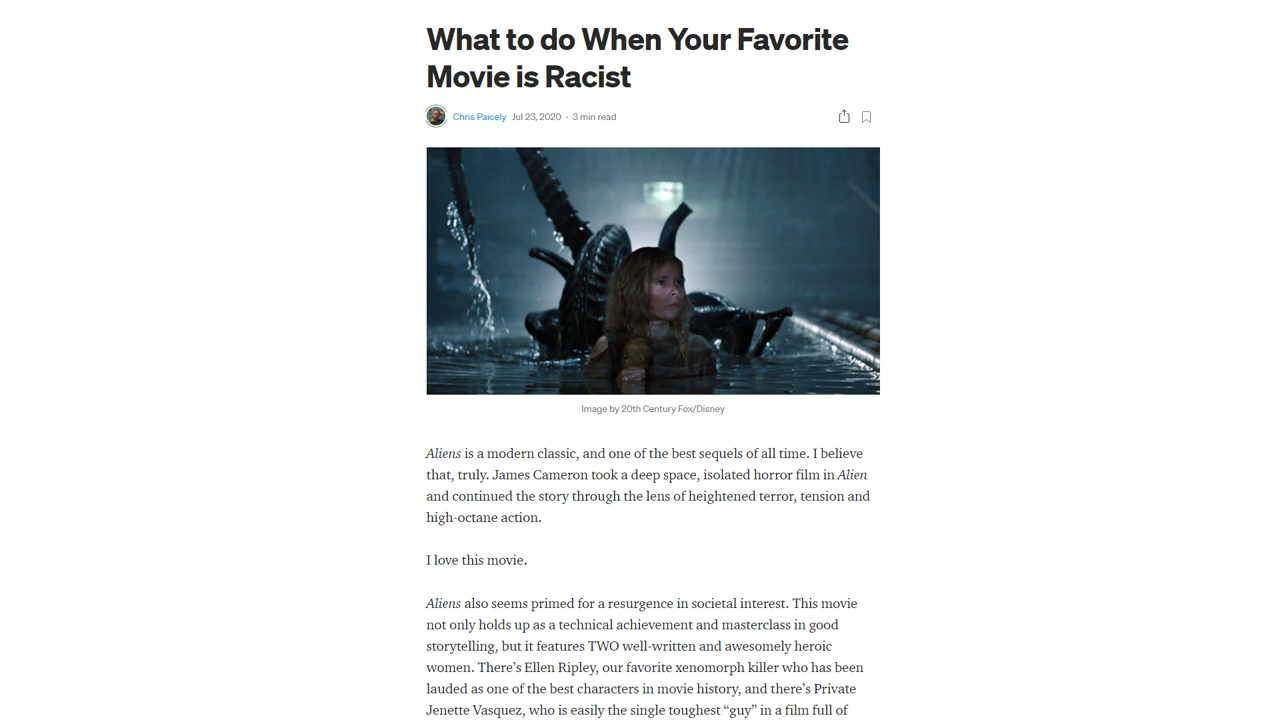 What to do When Your Favorite
Movie is Racist
Chris Paicely Jul 23, 2020 · 3 min read
Image by 20th Century Fox/Disney
Aliens is a modern classic, and one of the best sequels of all time. I believe
that, truly. James Cameron took a deep space, isolated horror film in Alien
and continued the story through the lens of heightened terror, tension and
high-octane action.
I love this movie.
Aliens also seems primed for a resurgence in societal interest. This movie
not only holds up as a technical achievement and masterclass in good
storytelling, but it features TWO well-written and awesomely heroic
women. There’s Ellen Ripley, our favorite xenomorph killer who has been
lauded as one of the best characters in movie history, and there’s Private
Jenette Vasquez, who is easily the single toughest “guy” in a film full of